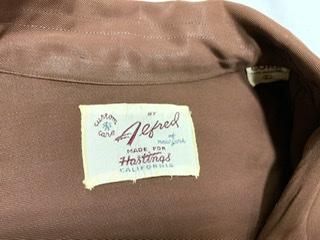 custom care
BY
Alfred
of
new york
MADE FOR
Hastings
CALIFORNIA